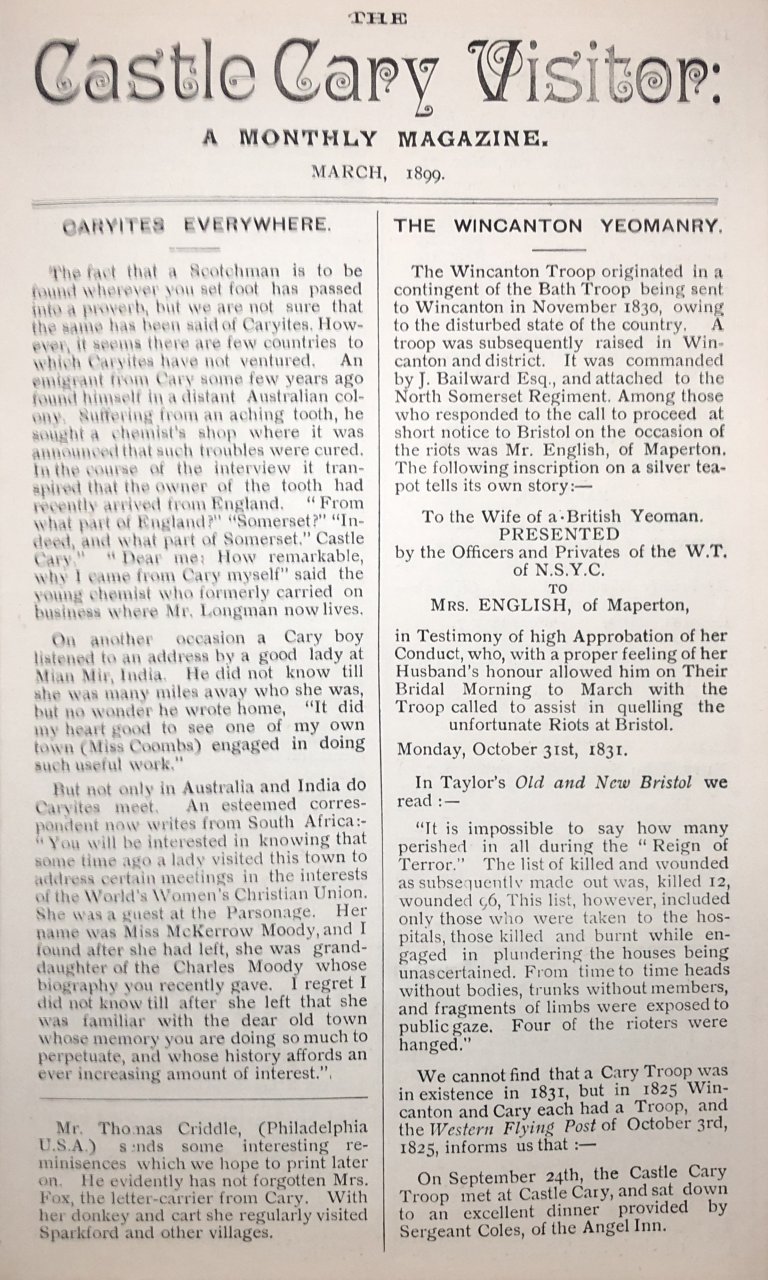 THE
Castle Cary Visitor:
A MONTHLY MAGAZINE.
MARCH, 1899.
CARYITES EVERYWHERE.
The fact that a Scotchman is to be
found wherever you set foot has passed
into a proverb, but we are not sure that
the same has been said of Caryites. How-
ever, it seems there are few countries to
which Caryites have not ventured. An
emigrant from Cary some few years ago
found himself in a distant Australian col-
ony. Suffering from an aching tooth, he
sought a chemist's shop where it was
announced that such troubles were cured.
In the course of the interview it tran-
spired that the owner of the tooth had
recently arrived from England. "From
what part of England?" "Somerset?" "In-
deed, and what part of Somerset." Castle
Cary." "Dear me: How remarkable,
why I came from Cary myself" said the
young chemist who formerly carried on
business where Mr. Longman now lives.
On another occasion a Cary boy
listened to an address by a good lady at
Mian Mir, India. He did not know till
she was many miles away who she was,
but no wonder he wrote home, "It did
my heart good to see one of my own
town (Miss Coombs) engaged in doing
such useful work."
But not only in Australia and India do
Caryites meet. An esteemed corres-
pondent now writes from South Africa:-
"You will be interested in knowing that
some time ago a lady visited this town to
address certain meetings in the interests
of the World's Women's Christian Union.
She was a guest at the Parsonage. Her
name was Miss McKerrow Moody, and I
found after she had left, she was grand-
daughter of the Charles Moody whose
biography you recently gave. I regret I
did not know till after she left that she
was familiar with the dear old town
whose memory you are doing so much to
perpetuate, and whose history affords an
ever increasing amount of interest.".
Mr. Thomas Criddle, (Philadelphia
U.S.A.) sends some interesting re-
minisences which we hope to print later
on. He evidently has not forgotten Mrs.
Fox, the letter-carrier from Cary. With
her donkey and cart she regularly visited
Sparkford and other villages.
THE WINCANTON YEOMANRY.
The Wincanton Troop originated in a
contingent of the Bath Troop being sent
to Wincanton in November 1830, owing
to the disturbed state of the country. A
troop was subsequently raised in Win-
canton and district. It was commanded
by J. Bailward Esq., and attached to the
North Somerset Regiment. Among those
who responded to the call to proceed at
short notice to Bristol on the occasion of
the riots was Mr. English, of Maperton.
The following inscription on a silver tea-
pot tells its own story:—
To the Wife of a British Yeoman.
PRESENTED
by the Officers and Privates of the W.T.
of N.S.Y.C.
TO
MRS. ENGLISH, of Maperton,
in Testimony of high Approbation of her
Conduct, who, with a proper feeling of her
Husband's honour allowed him on Their
Bridal Morning to March with the
Troop called to assist in quelling the
unfortunate Riots at Bristol.
Monday, October 31st, 1831.
In Taylor's Old and New Bristol we
read :—
"It is impossible to say how many
perished in all during the "Reign of
Terror." The list of killed and wounded
as subsequently made out was, killed 12,
wounded 96, This list, however, included
only those who were taken to the hos-
pitals, those killed and burnt while en-
gaged in plundering the houses being
unascertained. From time to time heads
without bodies, trunks without members,
and fragments of limbs were exposed to
public gaze. Four of the rioters were
hanged."
We cannot find that a Cary Troop was
in existence in 1831, but in 1825 Win-
canton and Cary each had a Troop, and
the Western Flying Post of October 3rd,
1825, informs us that :—
On September 24th, the Castle Cary
Troop met at Castle Cary, and sat down
to an excellent dinner provided by
Sergeant Coles, of the Angel Inn.